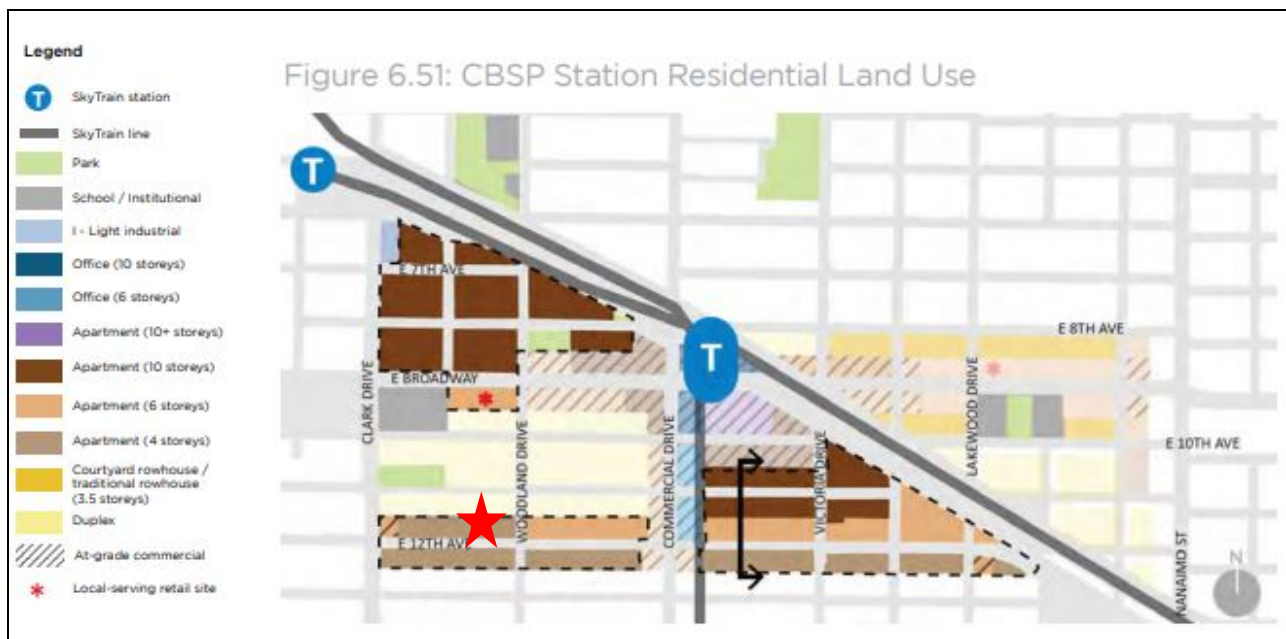 Legend
T
SkyTrain station
SkyTrain line
Park
School / Institutional
I - Light industrial
Office (10 storeys)
Office (6 storeys)
Apartment (10+ storeys)
Apartment (10 storeys)
Apartment (6 storeys)
Apartment (4 storeys)
Courtyard rowhouse /
traditional rowhouse
(3.5 storeys)
Duplex
At-grade commercial
Local-serving retail site
Figure 6.51: CBSP Station Residential Land Use
T
E 7TH AVE
E 8TH AVE
T
E BROADWAY
CLARK DRIVE
WOODLAND DRIVE
COMMERCIAL DRIVE
VICTORIA DRIVE
LAKEWOOD DRIVE
E 10TH AVE
E 12TH AVE
NANAIMO ST
N